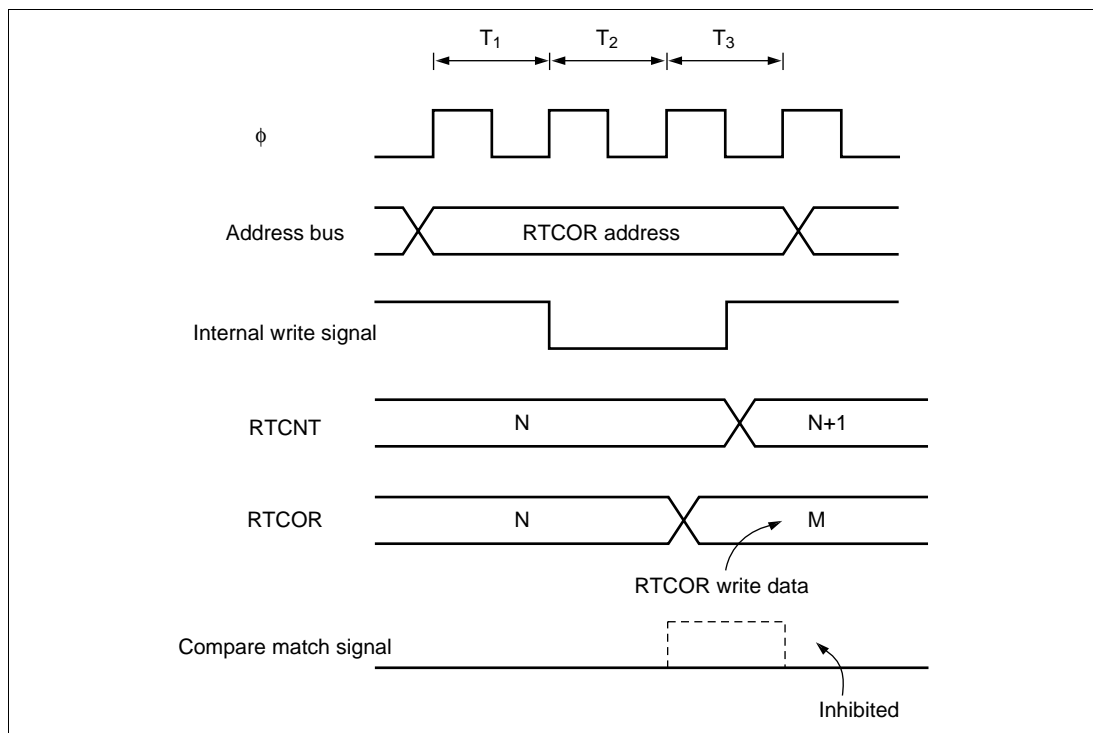 T1 T2 T3
ϕ
Address bus RTCOR address
Internal write signal
RTCNT N N+1
RTCOR N M
RTCOR write data
Compare match signal
Inhibited